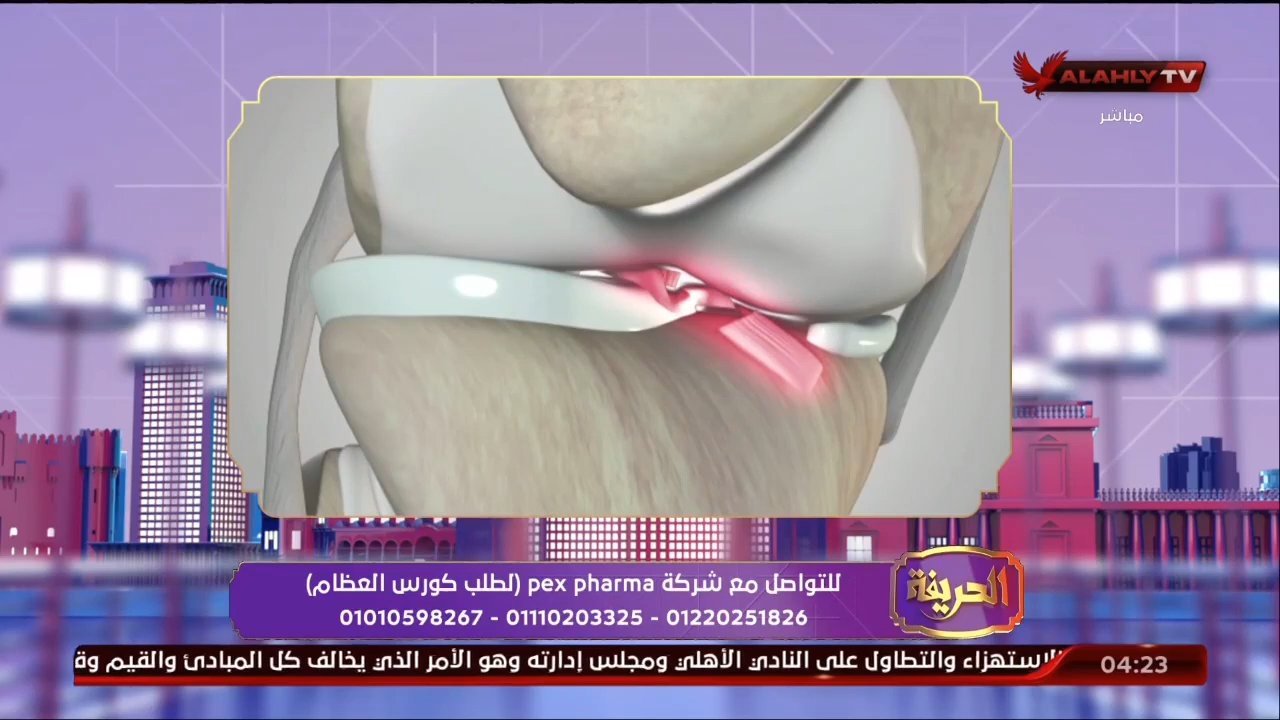 ALAHLY TV
مباشر
للتواصل مع شركة pex pharma (لطلب كورس العظام)
01010598267 - 01110203325 - 01220251826
الحريفة
الاستهزاء والتطاول على النادي الأهلي ومجلس إدارته وهو الأمر الذي يخالف كل المبادئ والقيم وق
04:23